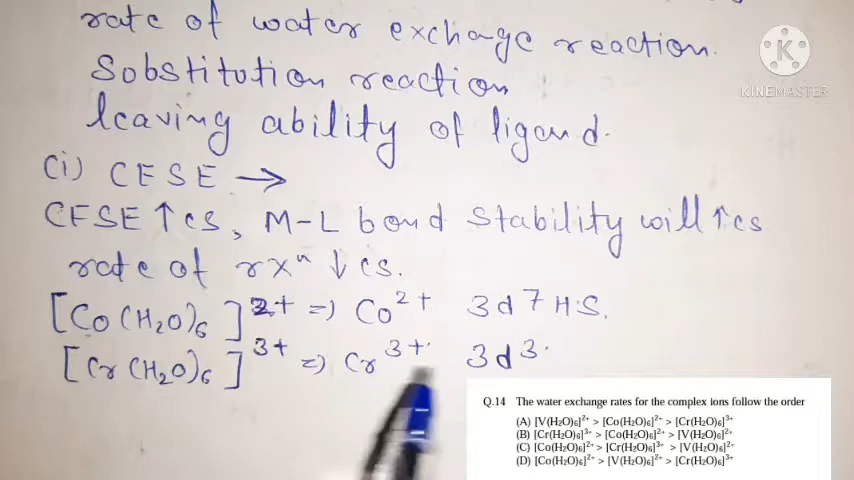 rate of water exchange reaction.
Sobstitution reaction
leaving ability of ligand.
K
KINEMASTER
(i) CFSE →
CFSE ↑ es, M-L bond stability will ↑ es
rate of rxⁿ ↓ es.
[Co(H₂O)₆]²⁺ ⇒ Co²⁺ 3d⁷ H.S.
[Cr(H₂O)₆]³⁺ ⇒ Cr³⁺ 3d³.
Q.14 The water exchange rates for the complex ions follow the order
(A) [V(H₂O)₆]²⁺ > [Co(H₂O)₆]²⁺ > [Cr(H₂O)₆]³⁺
(B) [Cr(H₂O)₆]³⁺ > [Co(H₂O)₆]²⁺ > [V(H₂O)₆]²⁺
(C) [Co(H₂O)₆]²⁺ > [Cr(H₂O)₆]³⁺ > [V(H₂O)₆]²⁺
(D) [Co(H₂O)₆]²⁺ > [V(H₂O)₆]²⁺ > [Cr(H₂O)₆]³⁺